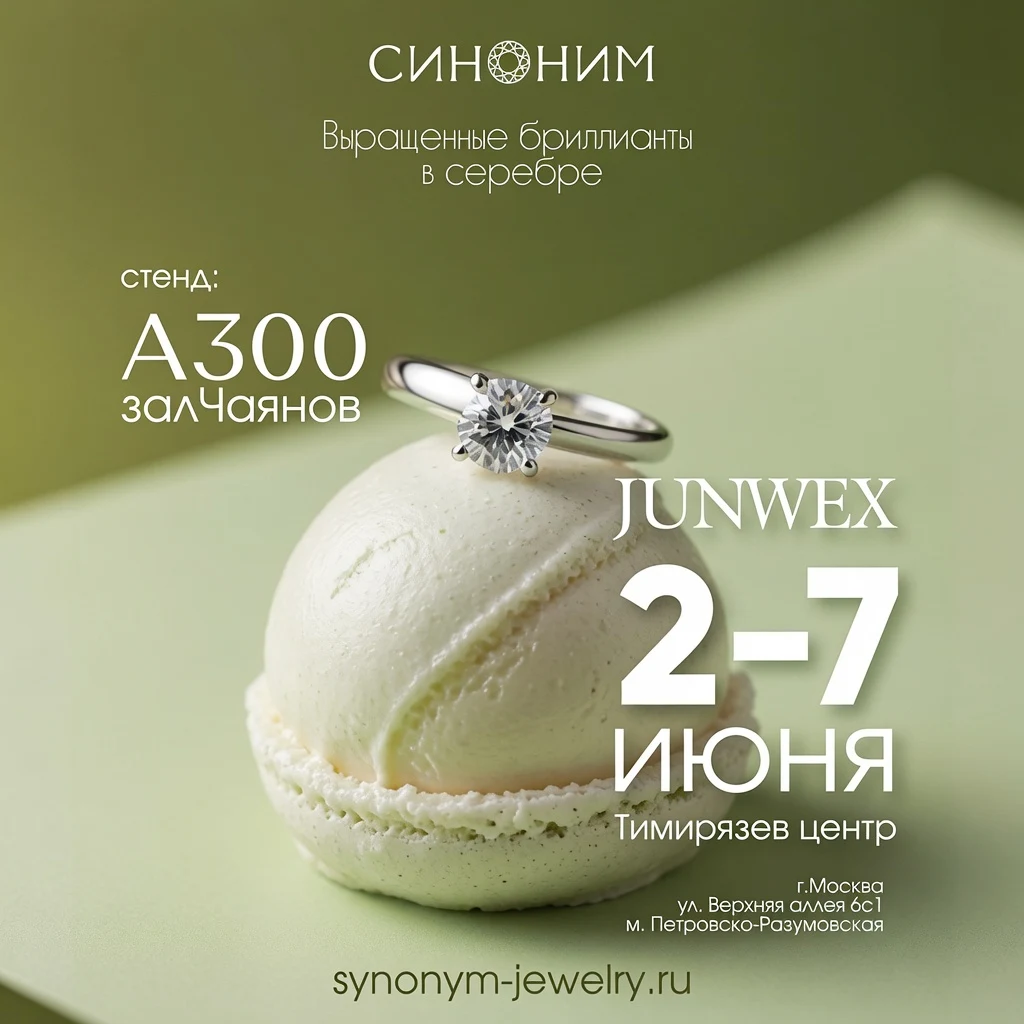 СИНОНИМ
Выращенные бриллианты
в серебре
стенд:
А300
залЧаянов
JUNWEX
2–7
июня
Тимирязев центр
г.Москва
ул. Верхняя аллея 6с1
м. Петровско-Разумовская
synonym-jewelry.ru